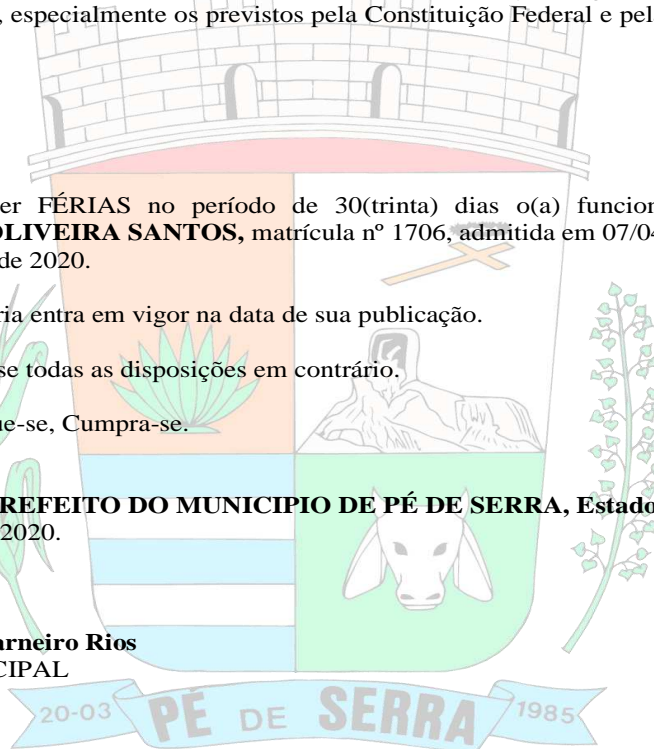 , especialmente os previstos pela Constituição Federal e pela
er FÉRIAS no período de 30(trinta) dias o(a) funcion
OLIVEIRA SANTOS, matrícula nº 1706, admitida em 07/04
de 2020.
ria entra em vigor na data de sua publicação.
se todas as disposições em contrário.
ue-se, Cumpra-se.
REFEITO DO MUNICIPIO DE PÉ DE SERRA, Estado
2020.
arneiro Rios
CIPAL
20-03 PÉ DE SERRA 1985